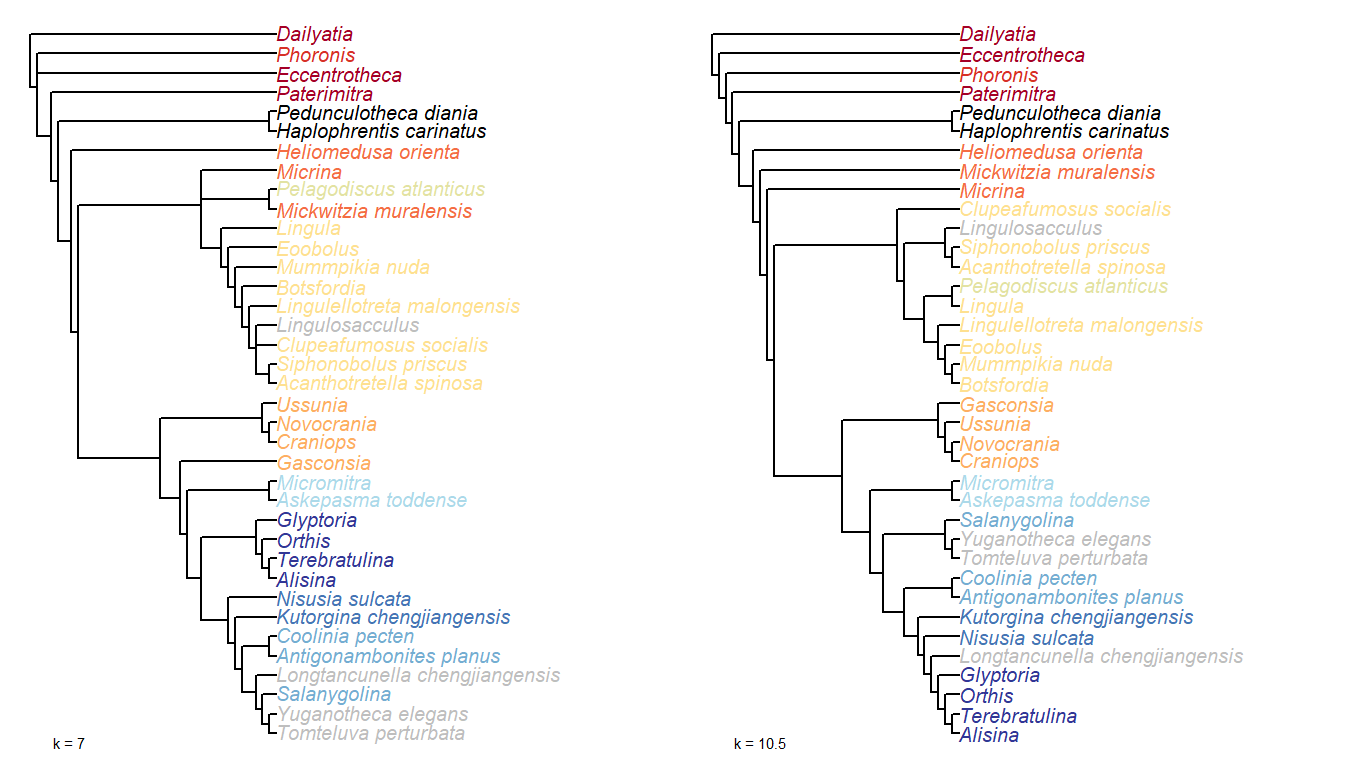 Dailyatia
Phoronis
Eccentrotheca
Paterimitra
Pedunculotheca diania
Haplophrentis carinatus
Heliomedusa orienta
Micrina
Pelagodiscus atlanticus
Mickwitzia muralensis
Lingula
Eoobolus
Mummpikia nuda
Botsfordia
Lingulellotreta malongensis
Lingulosacculus
Clupeafumosus socialis
Siphonobolus priscus
Acanthotretella spinosa
Ussunia
Novocrania
Craniops
Gasconsia
Micromitra
Askepasma toddense
Glyptoria
Orthis
Terebratulina
Alisina
Nisusia sulcata
Kutorgina chengjiangensis
Coolinia pecten
Antigonambonites planus
Longtancunella chengjiangensis
Salanygolina
Yuganotheca elegans
Tomteluva perturbata
k = 7
Dailyatia
Eccentrotheca
Phoronis
Paterimitra
Pedunculotheca diania
Haplophrentis carinatus
Heliomedusa orienta
Mickwitzia muralensis
Micrina
Clupeafumosus socialis
Lingulosacculus
Siphonobolus priscus
Acanthotretella spinosa
Pelagodiscus atlanticus
Lingula
Lingulellotreta malongensis
Eoobolus
Mummpikia nuda
Botsfordia
Gasconsia
Ussunia
Novocrania
Craniops
Micromitra
Askepasma toddense
Salanygolina
Yuganotheca elegans
Tomteluva perturbata
Coolinia pecten
Antigonambonites planus
Kutorgina chengjiangensis
Nisusia sulcata
Longtancunella chengjiangensis
Glyptoria
Orthis
Terebratulina
Alisina
k = 10.5